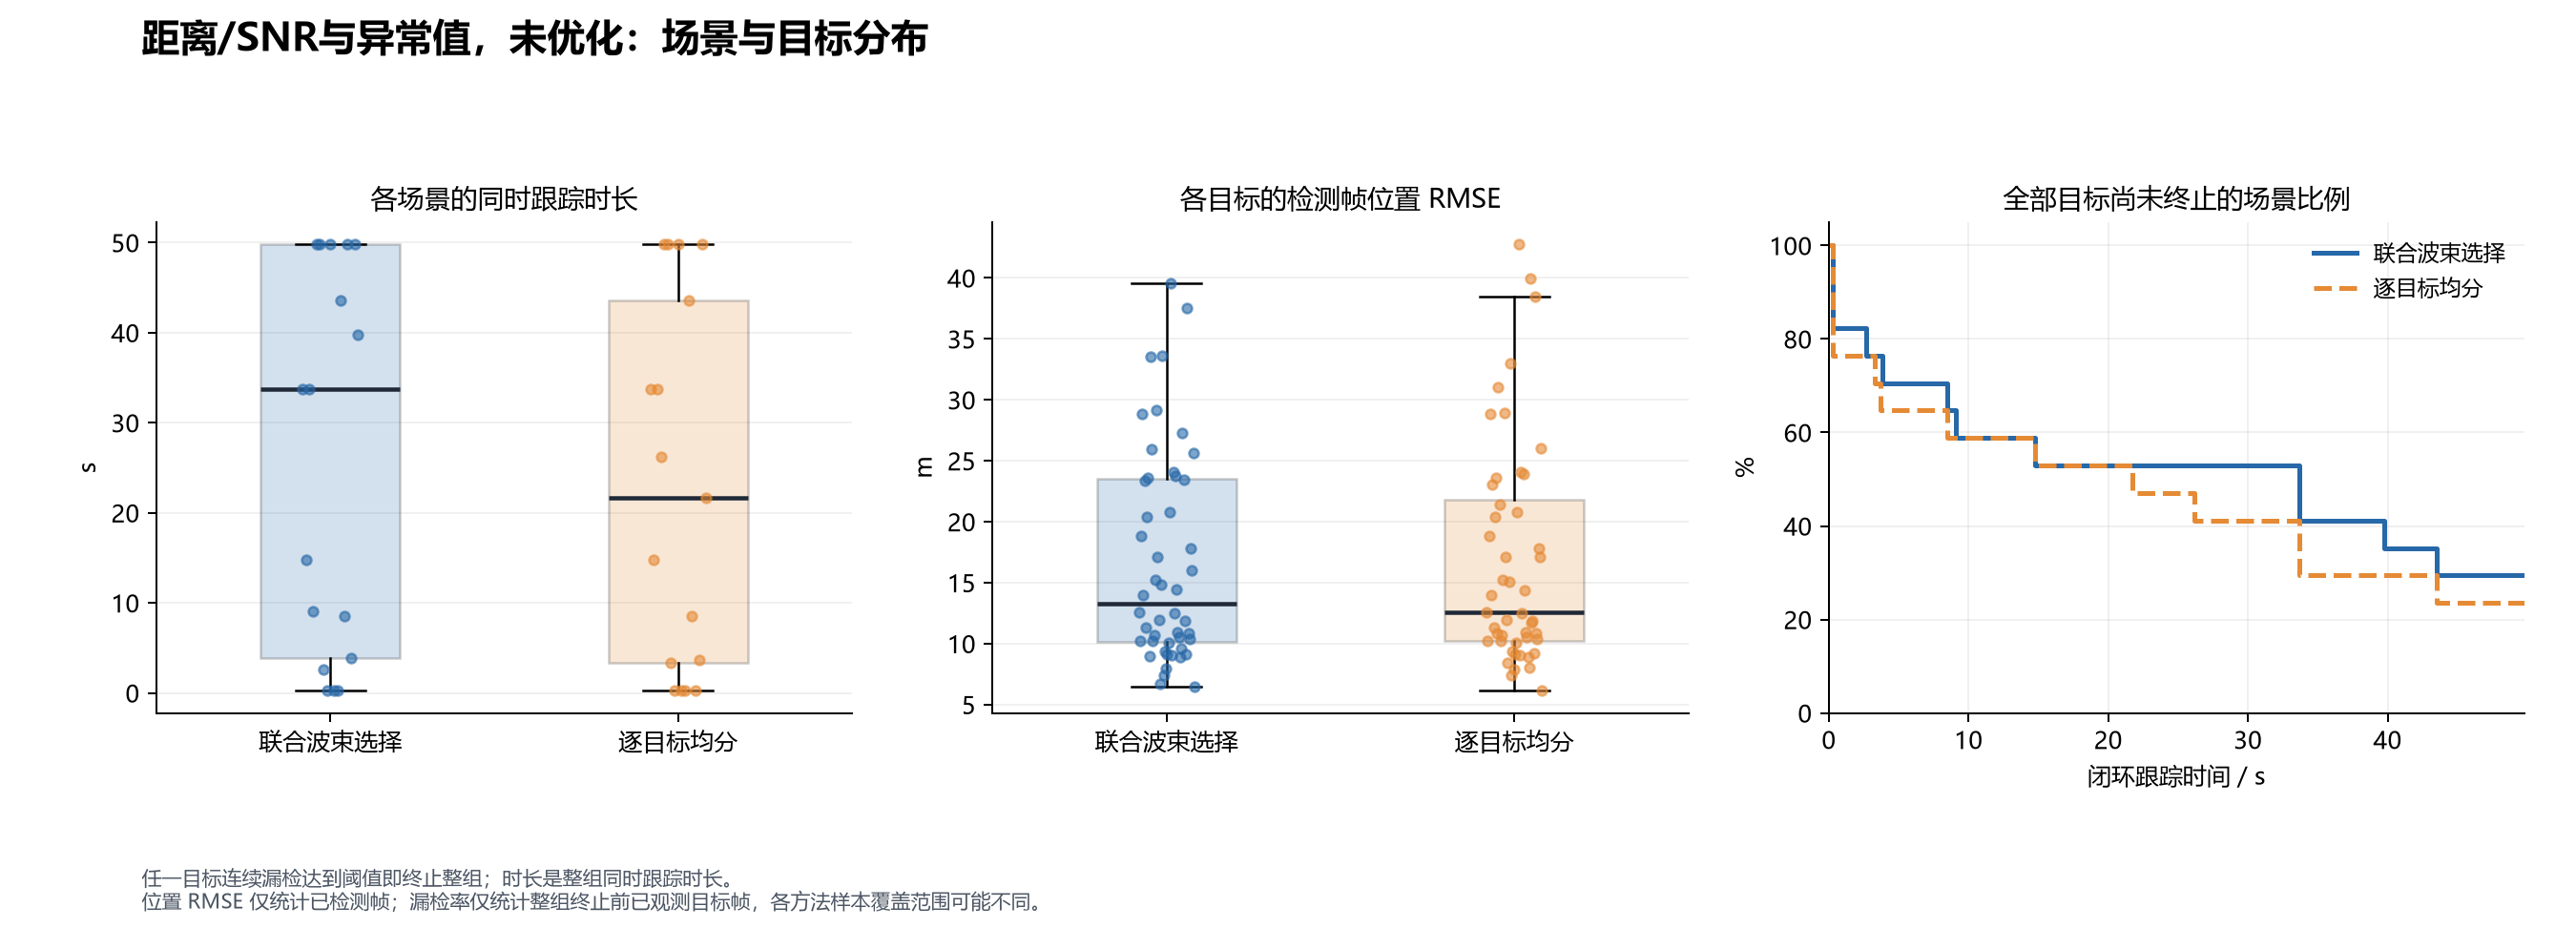 距离/SNR与异常值，未优化：场景与目标分布
各场景的同时跟踪时长
50
40
30
20
10
0
s
联合波束选择
逐目标均分
各目标的检测帧位置 RMSE
40
35
30
25
20
15
10
5
m
联合波束选择
逐目标均分
全部目标尚未终止的场景比例
100
80
60
40
20
0
%
联合波束选择
逐目标均分
0 10 20 30 40
闭环跟踪时间 / s
任一目标连续漏检达到阈值即终止整组；时长是整组同时跟踪时长。
位置 RMSE 仅统计已检测帧；漏检率仅统计整组终止前已观测目标帧，各方法样本覆盖范围可能不同。